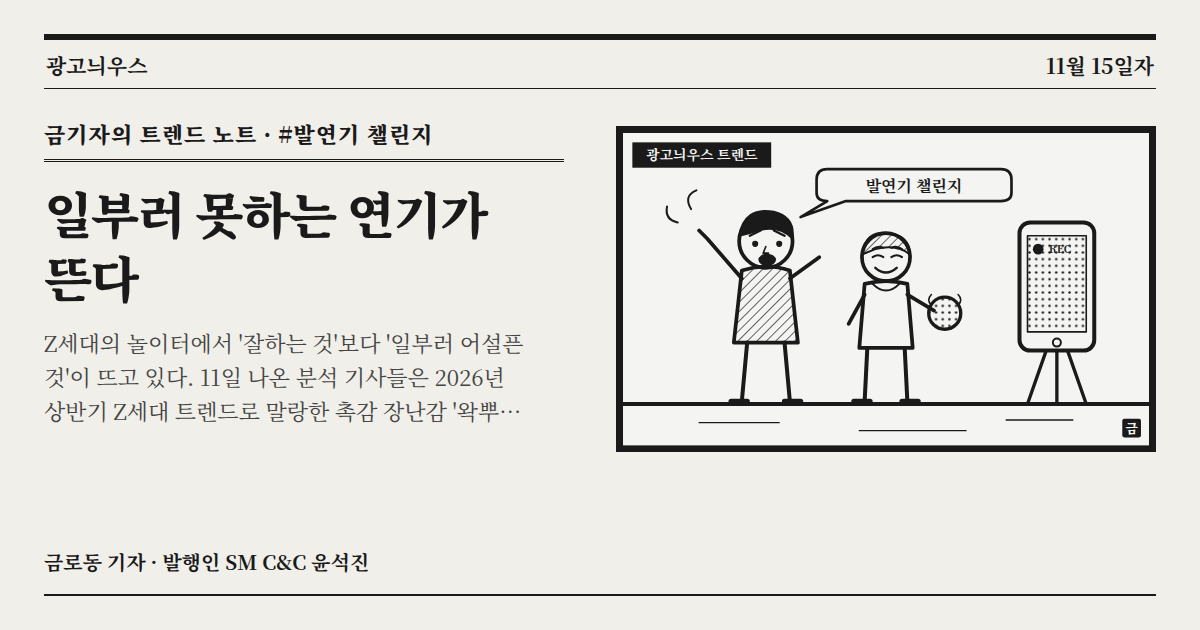 광고늬우스
11월 15일자
금기자의 트렌드 노트 · #발연기 챌린지
일부러 못하는 연기가
뜬다
Z세대의 놀이터에서 '잘하는 것'보다 '일부러 어설픈
것'이 뜨고 있다. 11일 나온 분석 기사들은 2026년
상반기 Z세대 트렌드로 말랑한 촉감 장난감 '왁뿌…
광고늬우스 트렌드
발연기 챌린지
REC
금
금로동 기자 · 발행인 SM C&C 윤석진